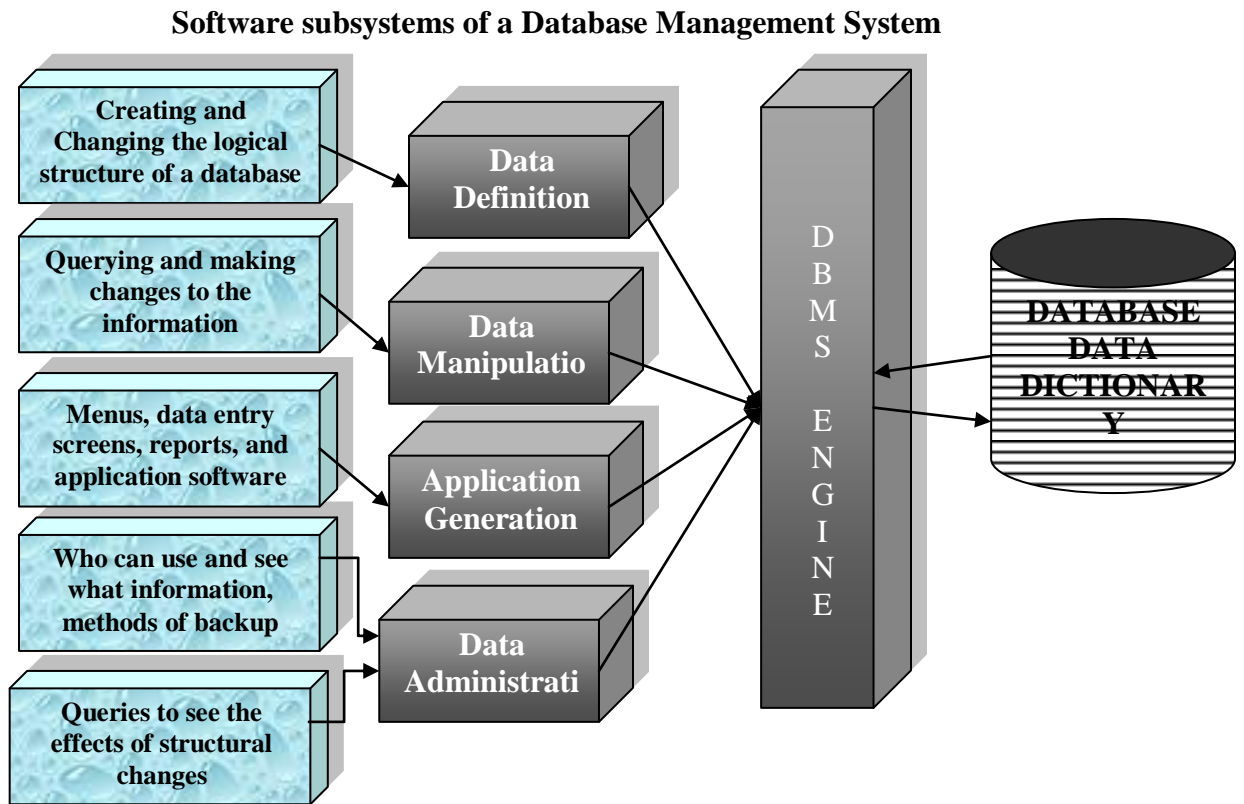 Software subsystems of a Database Management System
Creating and
Changing the logical
structure of a database
Data
Definition
Querying and making
changes to the
information
Data
Manipulatio
Menus, data entry
screens, reports, and
application software
Application
Generation
Who can use and see
what information,
methods of backup
Data
Administrati
Queries to see the
effects of structural
changes
D
B
M
S
E
N
G
I
N
E
DATABASE
DATA
DICTIONAR
Y